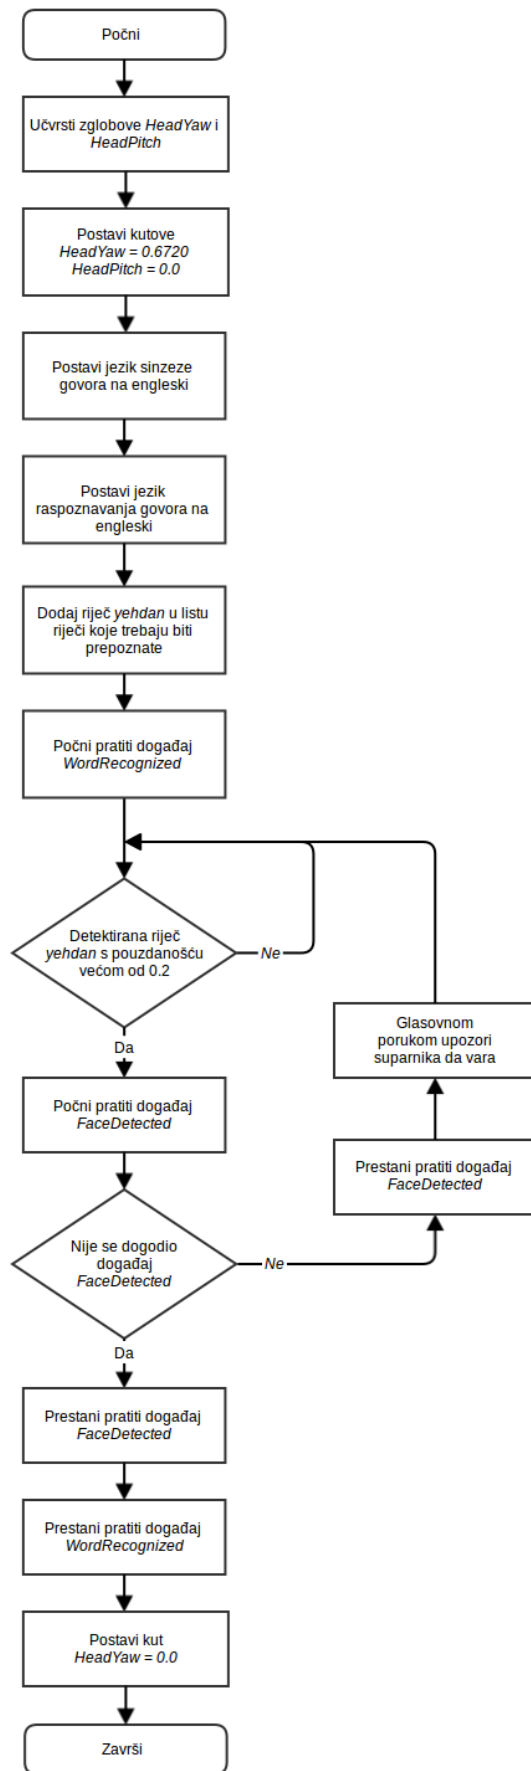 Počni
Učvrsti zglobove HeadYaw i
HeadPitch
Postavi kutove
HeadYaw = 0.6720
HeadPitch = 0.0
Postavi jezik sinzeze
govora na engleski
Postavi jezik
raspoznavanja govora na
engleski
Dodaj riječ yehdan u listu
riječi koje trebaju biti
prepoznate
Počni pratiti događaj
WordRecognized
Detektirana riječ
yehdan s pouzdanošću
većom od 0.2
Ne
Da
Glasovnom
porukom upozori
suparnika da vara
Počni pratiti događaj
FaceDetected
Prestani pratiti događaj
FaceDetected
Nije se dogodio
događaj
FaceDetected
Ne
Da
Prestani pratiti događaj
FaceDetected
Prestani pratiti događaj
WordRecognized
Postavi kut
HeadYaw = 0.0
Završi